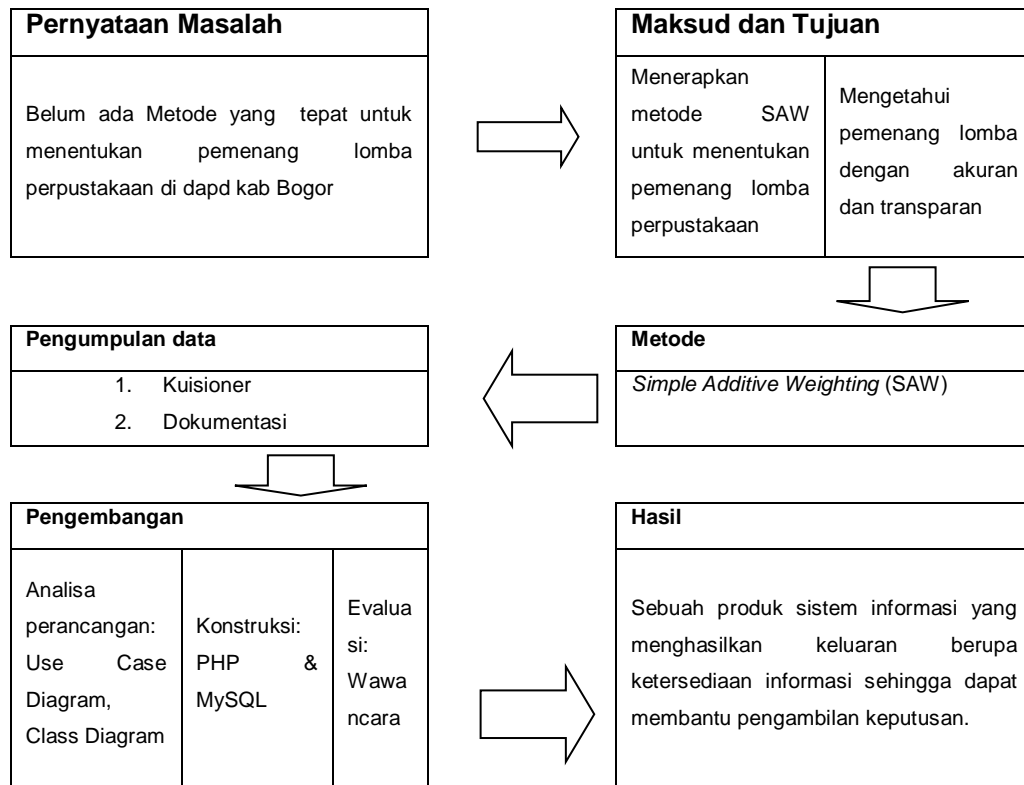 Pernyataan Masalah
Belum ada Metode yang tepat untuk
menentukan pemenang lomba
perpustakaan di dapd kab Bogor
Maksud dan Tujuan
Menerapkan
metode SAW
untuk menentukan
pemenang lomba
perpustakaan
Mengetahui
pemenang lomba
dengan akuran
dan transparan
Metode
Simple Additive Weighting (SAW)
Pengumpulan data
1. Kuisioner
2. Dokumentasi
Pengembangan
Analisa
perancangan:
Use Case
Diagram,
Class Diagram
Konstruksi:
PHP &
MySQL
Evalua
si:
Wawa
ncara
Hasil
Sebuah produk sistem informasi yang
menghasilkan keluaran berupa
ketersediaan informasi sehingga dapat
membantu pengambilan keputusan.